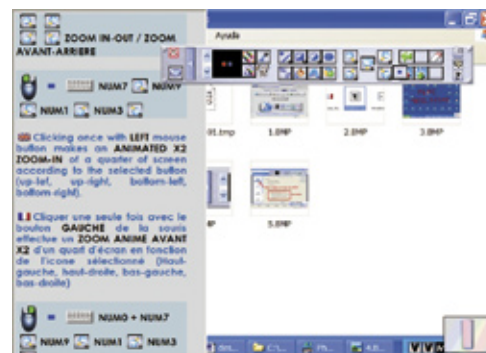 ZOOM IN-OUT / ZOOM
AVANT-ARRIERE
= NUM7 NUM9
NUM1 NUM3
Clicking once with LEFT mouse
button makes an ANIMATED X2
ZOOM-IN of a quarter of screen
according to the selected button
(up-lef, up-right, bottom-left,
bottom-right).
Cliquer une seule fois avec le
bouton GAUCHE de la souris
effectue un ZOOM ANIME AVANT
X2 d'un quart d'écran en fonction
de l'icone sélectionné (Haut-
gauche, haut-droite, bas-gauche,
bas-droite)
= NUM0 + NUM7
NUM9 NUM1 NUM3
Ayuda
1.BMP 2.BMP 3.BMP
5.BMP